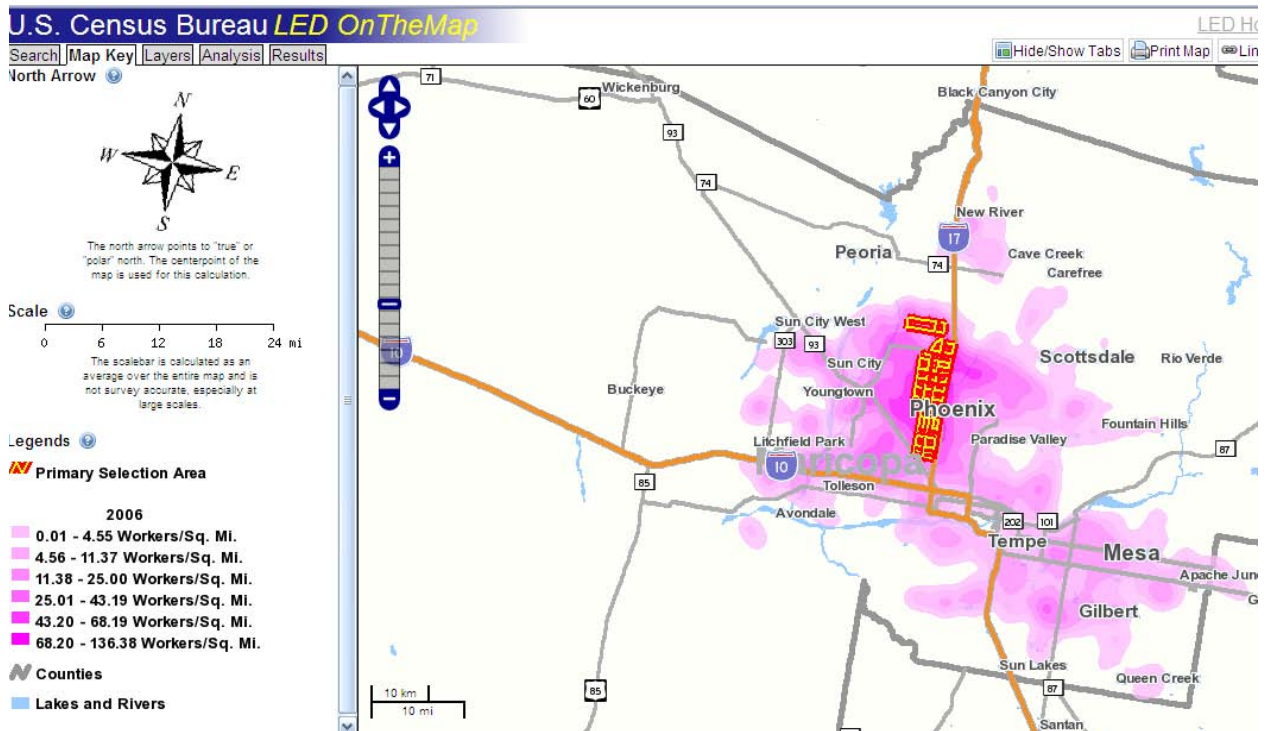 U.S. Census Bureau LED OnTheMap
LED Ho
Search Map Key Layers Analysis Results
Hide/Show Tabs Print Map Lin
North Arrow ?
N
W E
S
The north arrow points to "true" or
"polar" north. The centerpoint of the
map is used for this calculation.
Scale ?
0 6 12 18 24 mi
The scalebar is calculated as an
average over the entire map and is
not survey accurate, especially at
large scales.
Legends ?
Primary Selection Area
2006
0.01 - 4.55 Workers/Sq. Mi.
4.56 - 11.37 Workers/Sq. Mi.
11.38 - 25.00 Workers/Sq. Mi.
25.01 - 43.19 Workers/Sq. Mi.
43.20 - 68.19 Workers/Sq. Mi.
68.20 - 136.38 Workers/Sq. Mi.
Counties
Lakes and Rivers
71
60
Wickenburg
Black Canyon City
93
74
New River
17
Peoria
74
Cave Creek
Carefree
Sun City West
303 93
10
Sun City
Scottsdale
Rio Verde
Buckeye
Youngtown
Phoenix
Fountain Hills
Litchfield Park
Paradise Valley
87
Maricopa
10
85
Tolleson
Avondale
202 101
Tempe
Mesa
Apache Jun
G
Gilbert
Sun Lakes
Queen Creek
87
85
Santan
10 km
10 mi